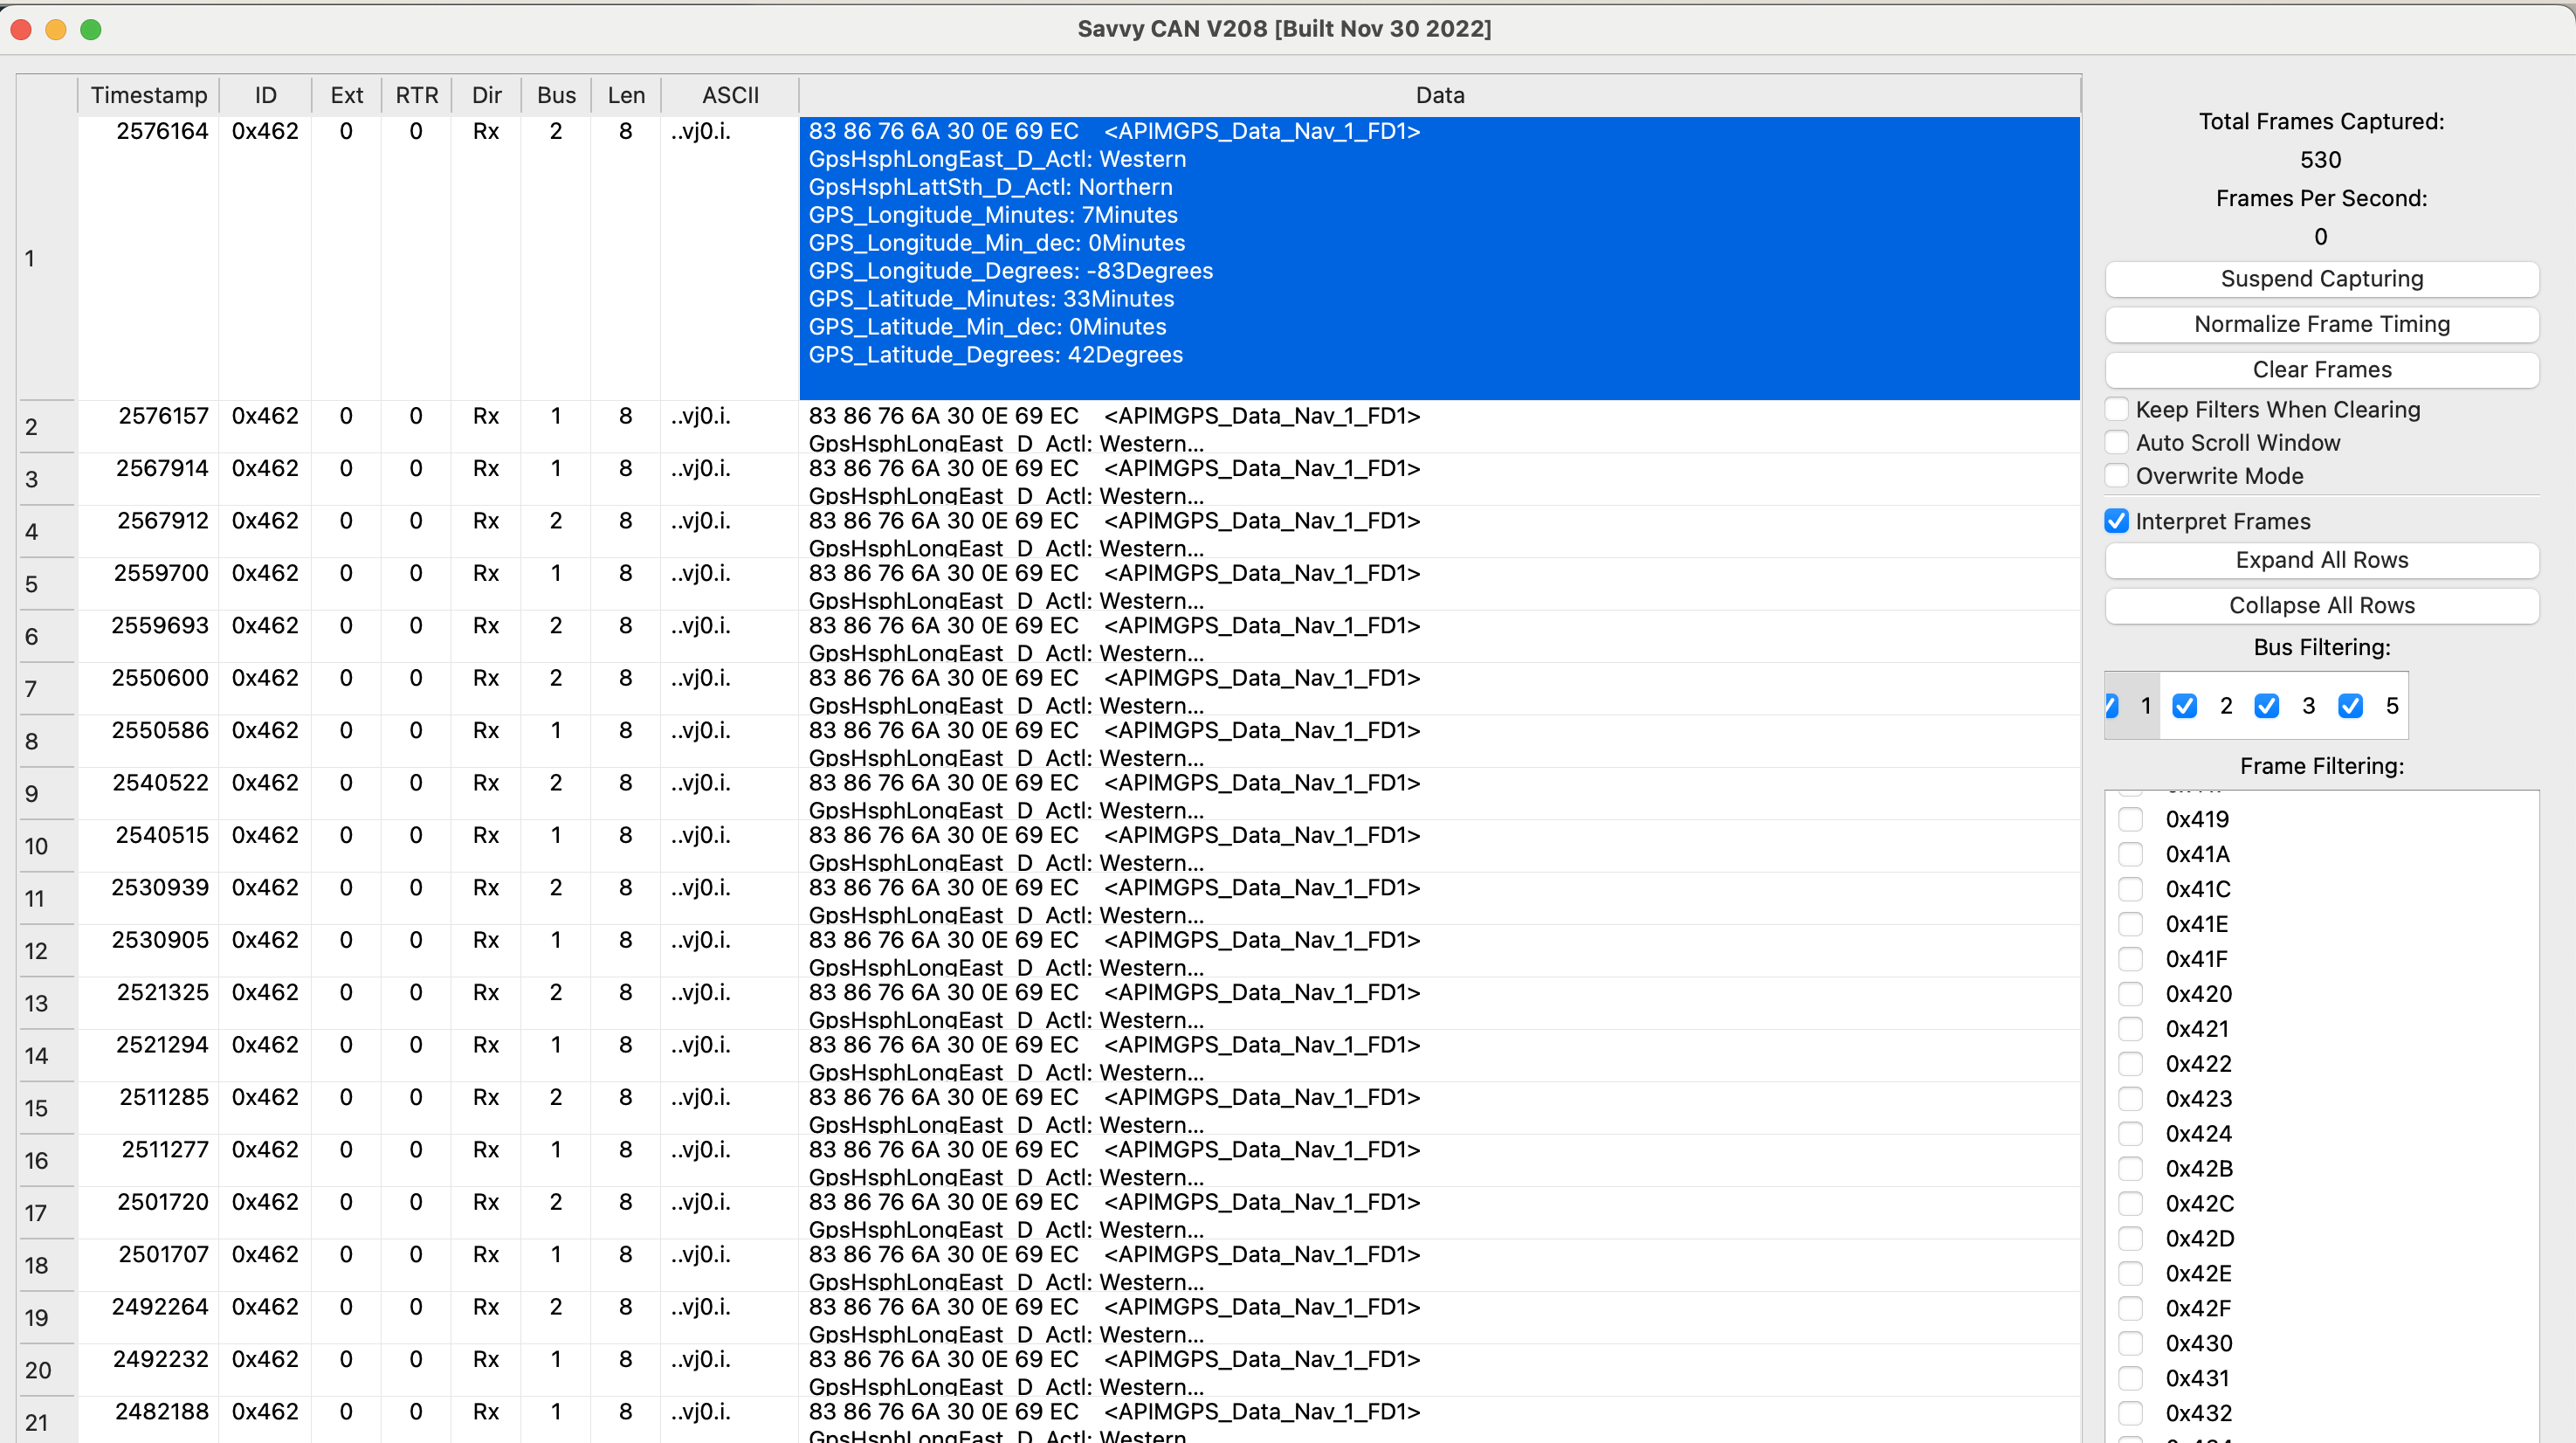 Savvy CAN V208 [Built Nov 30 2022]
Timestamp ID Ext RTR Dir Bus Len ASCII Data
1 2576164 0x462 0 0 Rx 2 8 ..vj0.i. 83 86 76 6A 30 0E 69 EC <APIMGPS_Data_Nav_1_FD1>
GpsHsphLongEast_D_Actl: Western
GpsHsphLattSth_D_Actl: Northern
GPS_Longitude_Minutes: 7Minutes
GPS_Longitude_Min_dec: 0Minutes
GPS_Longitude_Degrees: -83Degrees
GPS_Latitude_Minutes: 33Minutes
GPS_Latitude_Min_dec: 0Minutes
GPS_Latitude_Degrees: 42Degrees
2 2576157 0x462 0 0 Rx 1 8 ..vj0.i. 83 86 76 6A 30 0E 69 EC <APIMGPS_Data_Nav_1_FD1>
GpsHsphLongEast_D_Actl: Western...
3 2567914 0x462 0 0 Rx 1 8 ..vj0.i. 83 86 76 6A 30 0E 69 EC <APIMGPS_Data_Nav_1_FD1>
GpsHsphLongEast_D_Actl: Western...
4 2567912 0x462 0 0 Rx 2 8 ..vj0.i. 83 86 76 6A 30 0E 69 EC <APIMGPS_Data_Nav_1_FD1>
GpsHsphLongEast_D_Actl: Western...
5 2559700 0x462 0 0 Rx 1 8 ..vj0.i. 83 86 76 6A 30 0E 69 EC <APIMGPS_Data_Nav_1_FD1>
GpsHsphLongEast_D_Actl: Western...
6 2559693 0x462 0 0 Rx 2 8 ..vj0.i. 83 86 76 6A 30 0E 69 EC <APIMGPS_Data_Nav_1_FD1>
GpsHsphLongEast_D_Actl: Western...
7 2550600 0x462 0 0 Rx 2 8 ..vj0.i. 83 86 76 6A 30 0E 69 EC <APIMGPS_Data_Nav_1_FD1>
GpsHsphLongEast_D_Actl: Western...
8 2550586 0x462 0 0 Rx 1 8 ..vj0.i. 83 86 76 6A 30 0E 69 EC <APIMGPS_Data_Nav_1_FD1>
GpsHsphLongEast_D_Actl: Western...
9 2540522 0x462 0 0 Rx 2 8 ..vj0.i. 83 86 76 6A 30 0E 69 EC <APIMGPS_Data_Nav_1_FD1>
GpsHsphLongEast_D_Actl: Western...
10 2540515 0x462 0 0 Rx 1 8 ..vj0.i. 83 86 76 6A 30 0E 69 EC <APIMGPS_Data_Nav_1_FD1>
GpsHsphLongEast_D_Actl: Western...
11 2530939 0x462 0 0 Rx 2 8 ..vj0.i. 83 86 76 6A 30 0E 69 EC <APIMGPS_Data_Nav_1_FD1>
GpsHsphLongEast_D_Actl: Western...
12 2530905 0x462 0 0 Rx 1 8 ..vj0.i. 83 86 76 6A 30 0E 69 EC <APIMGPS_Data_Nav_1_FD1>
GpsHsphLongEast_D_Actl: Western...
13 2521325 0x462 0 0 Rx 2 8 ..vj0.i. 83 86 76 6A 30 0E 69 EC <APIMGPS_Data_Nav_1_FD1>
GpsHsphLongEast_D_Actl: Western...
14 2521294 0x462 0 0 Rx 1 8 ..vj0.i. 83 86 76 6A 30 0E 69 EC <APIMGPS_Data_Nav_1_FD1>
GpsHsphLongEast_D_Actl: Western...
15 2511285 0x462 0 0 Rx 2 8 ..vj0.i. 83 86 76 6A 30 0E 69 EC <APIMGPS_Data_Nav_1_FD1>
GpsHsphLongEast_D_Actl: Western...
16 2511277 0x462 0 0 Rx 1 8 ..vj0.i. 83 86 76 6A 30 0E 69 EC <APIMGPS_Data_Nav_1_FD1>
GpsHsphLongEast_D_Actl: Western...
17 2501720 0x462 0 0 Rx 2 8 ..vj0.i. 83 86 76 6A 30 0E 69 EC <APIMGPS_Data_Nav_1_FD1>
GpsHsphLongEast_D_Actl: Western...
18 2501707 0x462 0 0 Rx 1 8 ..vj0.i. 83 86 76 6A 30 0E 69 EC <APIMGPS_Data_Nav_1_FD1>
GpsHsphLongEast_D_Actl: Western...
19 2492264 0x462 0 0 Rx 2 8 ..vj0.i. 83 86 76 6A 30 0E 69 EC <APIMGPS_Data_Nav_1_FD1>
GpsHsphLongEast_D_Actl: Western...
20 2492232 0x462 0 0 Rx 1 8 ..vj0.i. 83 86 76 6A 30 0E 69 EC <APIMGPS_Data_Nav_1_FD1>
GpsHsphLongEast_D_Actl: Western...
21 2482188 0x462 0 0 Rx 1 8 ..vj0.i. 83 86 76 6A 30 0E 69 EC <APIMGPS_Data_Nav_1_FD1>
GpsHsphLongEast_D_Actl: Western
Total Frames Captured:
530
Frames Per Second:
0
Suspend Capturing
Normalize Frame Timing
Clear Frames
Keep Filters When Clearing
Auto Scroll Window
Overwrite Mode
Interpret Frames
Expand All Rows
Collapse All Rows
Bus Filtering:
1 2 3 5
Frame Filtering:
0x419
0x41A
0x41C
0x41E
0x41F
0x420
0x421
0x422
0x423
0x424
0x42B
0x42C
0x42D
0x42E
0x42F
0x430
0x431
0x432